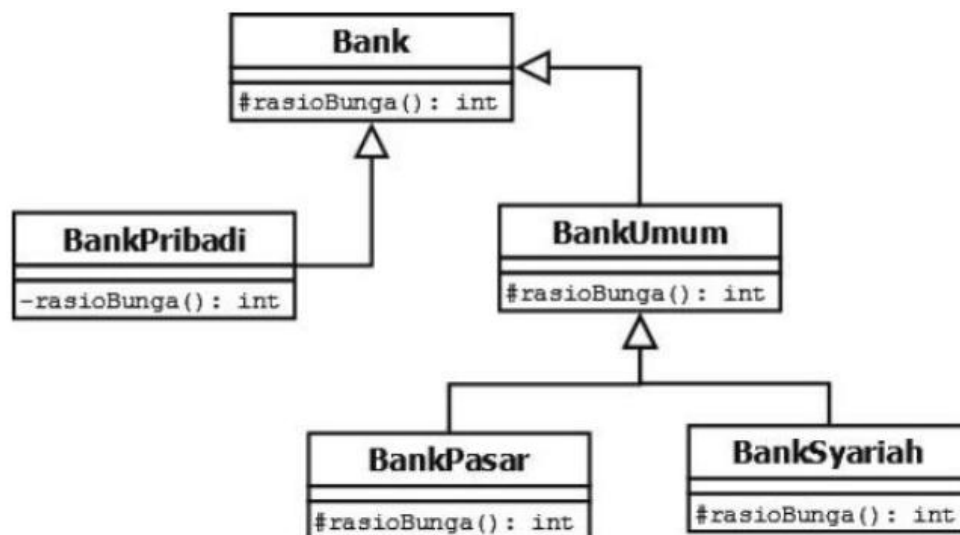 Bank
#rasioBunga(): int
BankPribadi
-rasioBunga(): int
BankUmum
#rasioBunga(): int
BankPasar
#rasioBunga(): int
BankSyariah
#rasioBunga(): int